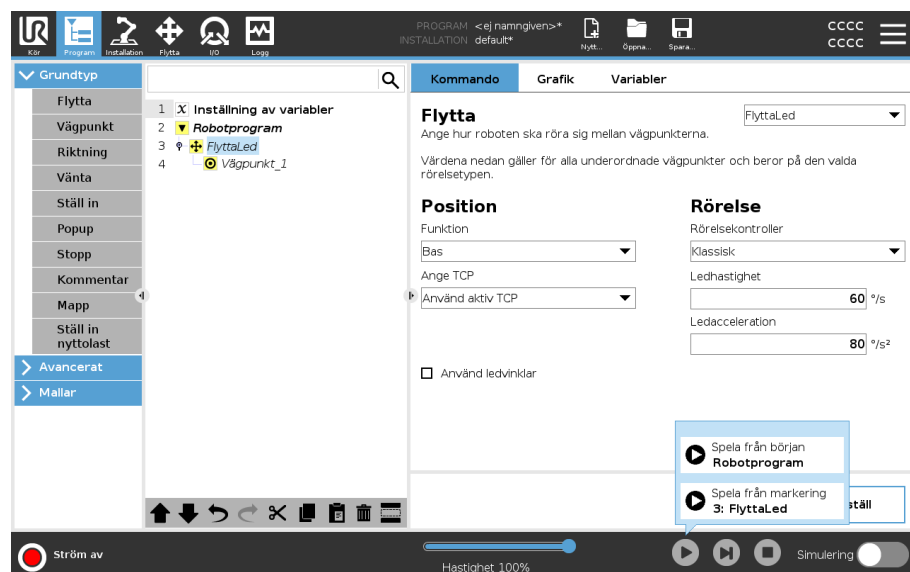 UR
Kör
Program
Installation
Flytta
I/O
Logg
PROGRAM <ej namngiven>*
INSTALLATION default*
Nytt...
Öppna...
Spara...
CCCC
CCCC
Grundtyp
Flytta
Vägpunkt
Riktning
Vänta
Ställ in
Popup
Stopp
Kommentar
Mapp
Ställ in
nyttolast
Avancerat
Mallar
1 X Inställning av variabler
2 Robotprogram
3 FlyttaLed
4 Vägpunkt_1
Kommando Grafik Variabler
Flytta
FlyttaLed
Ange hur roboten ska röra sig mellan vägpunkterna.
Värdena nedan gäller för alla underordnade vägpunkter och beror på den valda
rörelsetypen.
Position
Funktion
Bas
Ange TCP
Använd aktiv TCP
Använd ledvinklar
Rörelse
Rörelsekontroller
Klassisk
Ledhastighet
60 °/s
Ledacceleration
80 °/s²
Spela från början
Robotprogram
Spela från markering
3: FlyttaLed
ställ
Ström av
Hastighet 100%
Simulering